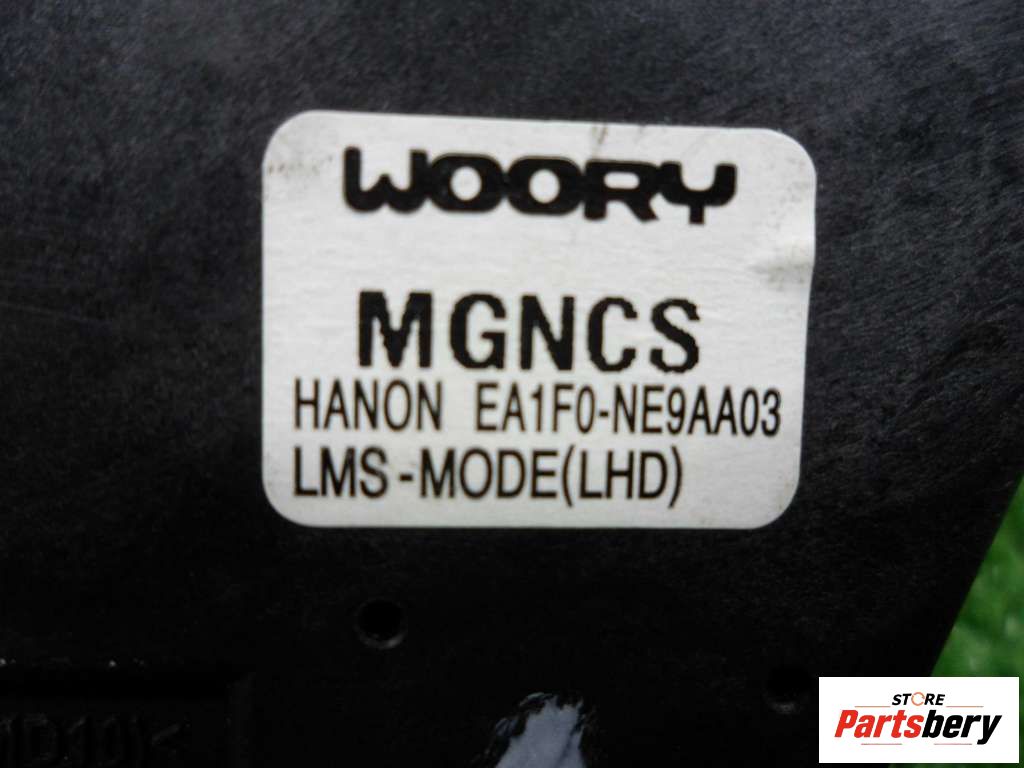 WOORY
MGNCS
HANON EA1F0-NE9AA03
LMS-MODE(LHD)
STORE
Partsbery